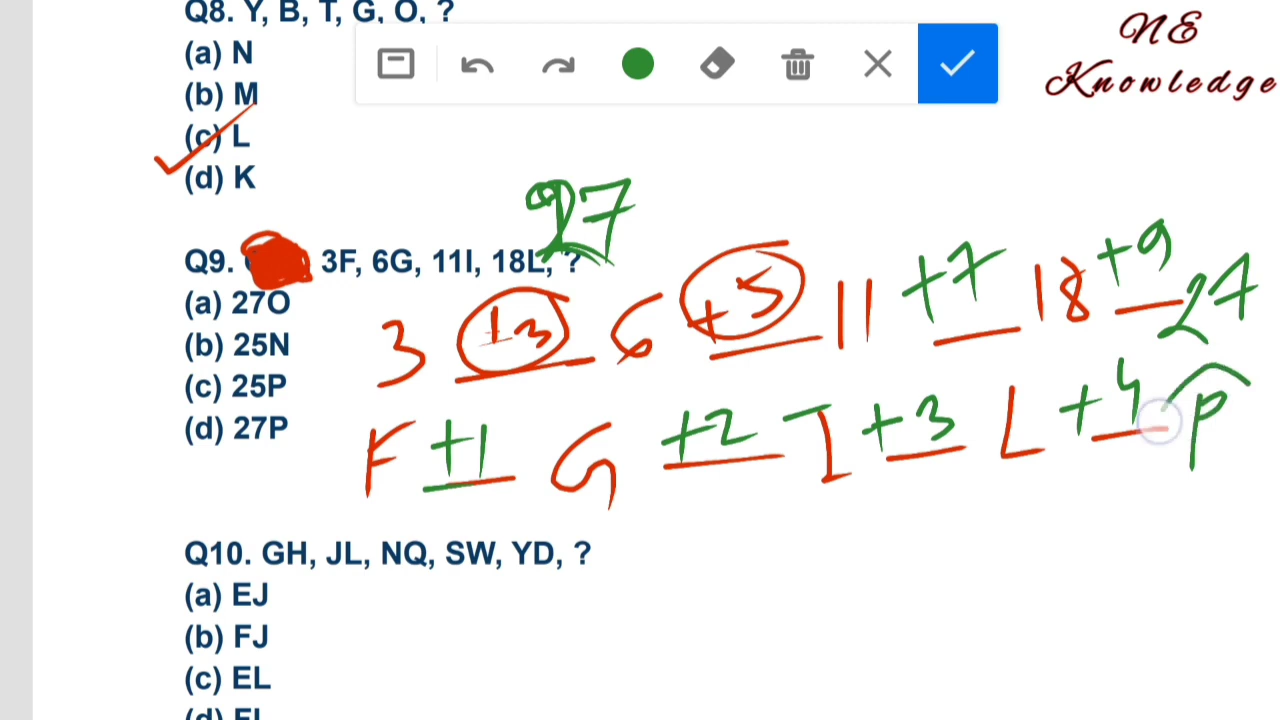 Q8. Y, B, T, G, O, ?
(a) N
(b) M
(c) L
(d) K
NE
Knowledge
27
Q9. 3F, 6G, 11I, 18L, ?
(a) 27O
(b) 25N
(c) 25P
(d) 27P
3 +3 6 +5 11 +7 18 +9 27
F +1 G +2 I +3 L +4 P
Q10. GH, JL, NQ, SW, YD, ?
(a) EJ
(b) FJ
(c) EL